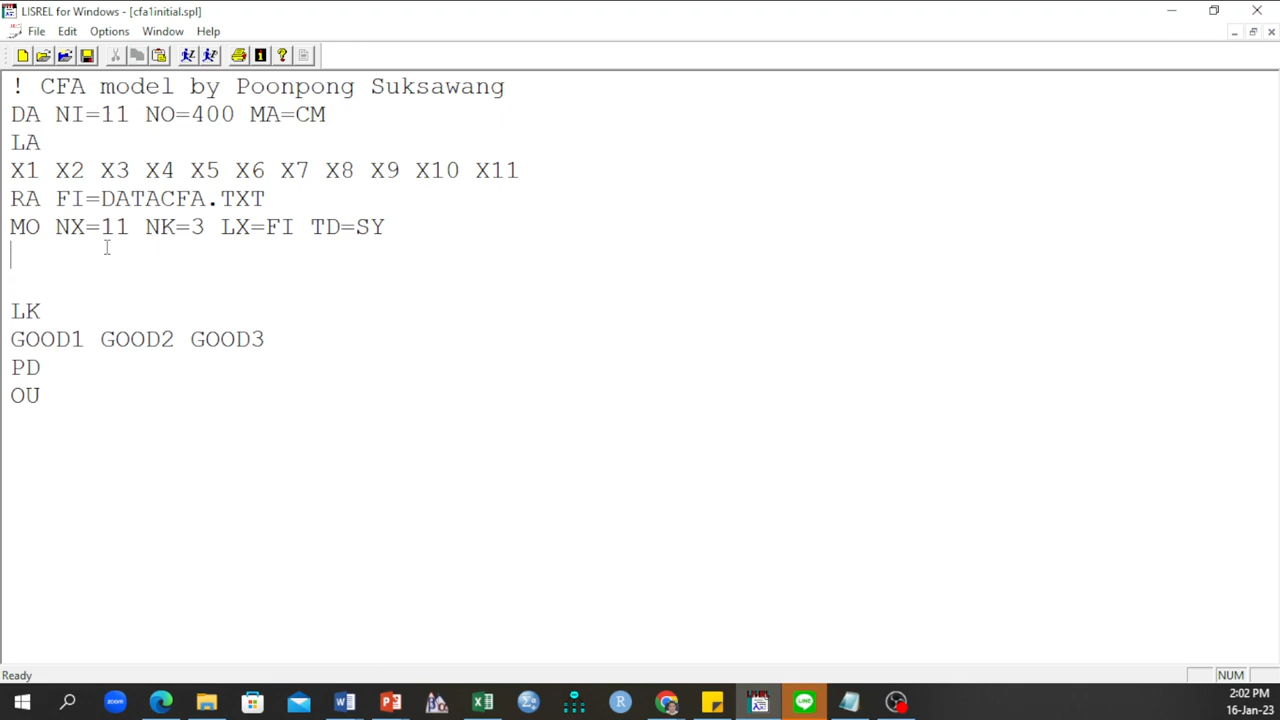 LISREL for Windows - [cfa1initial.spl]
File Edit Options Window Help
! CFA model by Poonpong Suksawang
DA NI=11 NO=400 MA=CM
LA
X1 X2 X3 X4 X5 X6 X7 X8 X9 X10 X11
RA FI=DATACFA.TXT
MO NX=11 NK=3 LX=FI TD=SY
LK
GOOD1 GOOD2 GOOD3
PD
OU
Ready
NUM
zoom
LISREL
LINE
2:02 PM
16-Jan-23